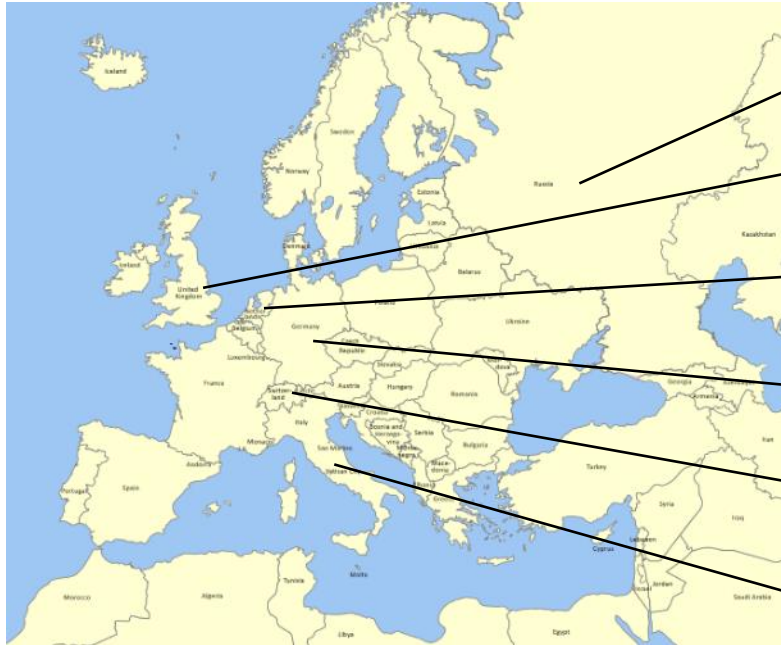 Iceland
Sweden
Norway
Russia
Estonia
Latvia
Denmark
Kazakhstan
Ireland
United
Kingdom
Belarus
Poland
Belgium
Germany
Ukraine
Luxembourg
Czech
Republic
Slovakia
France
Austria
Hungary
Switzer-
land
Romania
Georgia
Armenia
Italy
Croatia
Bosnia and
Herzego-
vina
Serbia
Monaco
San Marino
Bulgaria
Andorra
Mace-
donia
Iran
Portugal
Spain
Turkey
Syria
Iraq
Cyprus
Lebanon
Malta
Tunisia
Israel
Jordan
Morocco
Algeria
Saudi Arabia
Libya
Egypt